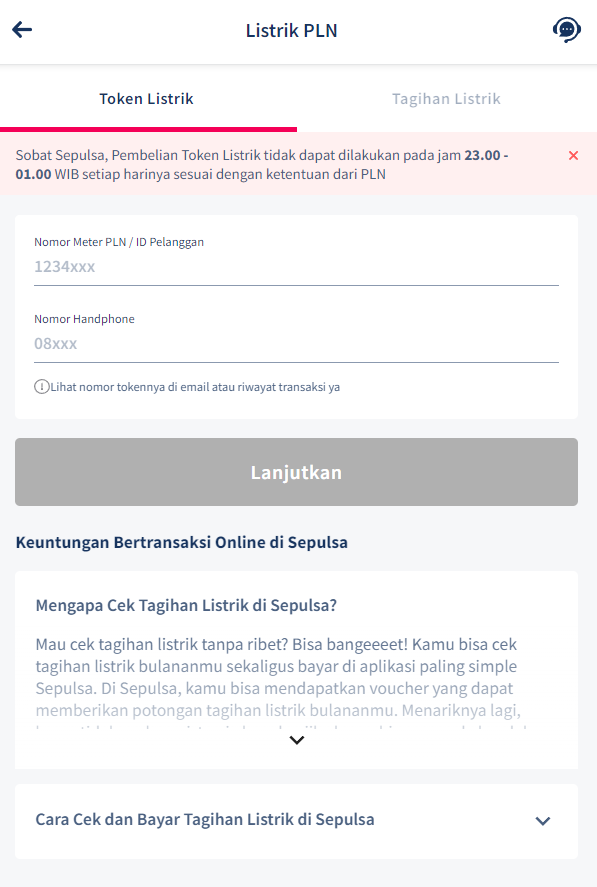 Listrik PLN
Token Listrik
Tagihan Listrik
Sobat Sepulsa, Pembelian Token Listrik tidak dapat dilakukan pada jam 23.00 -
01.00 WIB setiap harinya sesuai dengan ketentuan dari PLN
Nomor Meter PLN / ID Pelanggan
1234xxx
Nomor Handphone
08xxx
Lihat nomor tokennya di email atau riwayat transaksi ya
Lanjutkan
Keuntungan Bertransaksi Online di Sepulsa
Mengapa Cek Tagihan Listrik di Sepulsa?
Mau cek tagihan listrik tanpa ribet? Bisa bangeeeet! Kamu bisa cek
tagihan listrik bulananmu sekaligus bayar di aplikasi paling simple
Sepulsa. Di Sepulsa, kamu bisa mendapatkan voucher yang dapat
memberikan potongan tagihan listrik bulananmu. Menariknya lagi,
Cara Cek dan Bayar Tagihan Listrik di Sepulsa